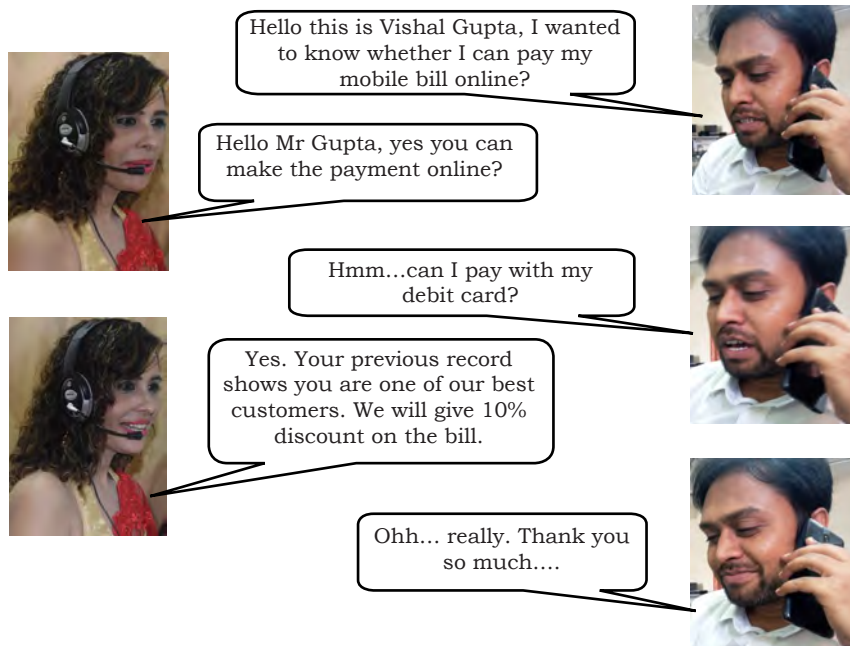 Hello this is Vishal Gupta, I wanted
to know whether I can pay my
mobile bill online?
Hello Mr Gupta, yes you can
make the payment online?
Hmm…can I pay with my
debit card?
Yes. Your previous record
shows you are one of our best
customers. We will give 10%
discount on the bill.
Ohh… really. Thank you
so much….